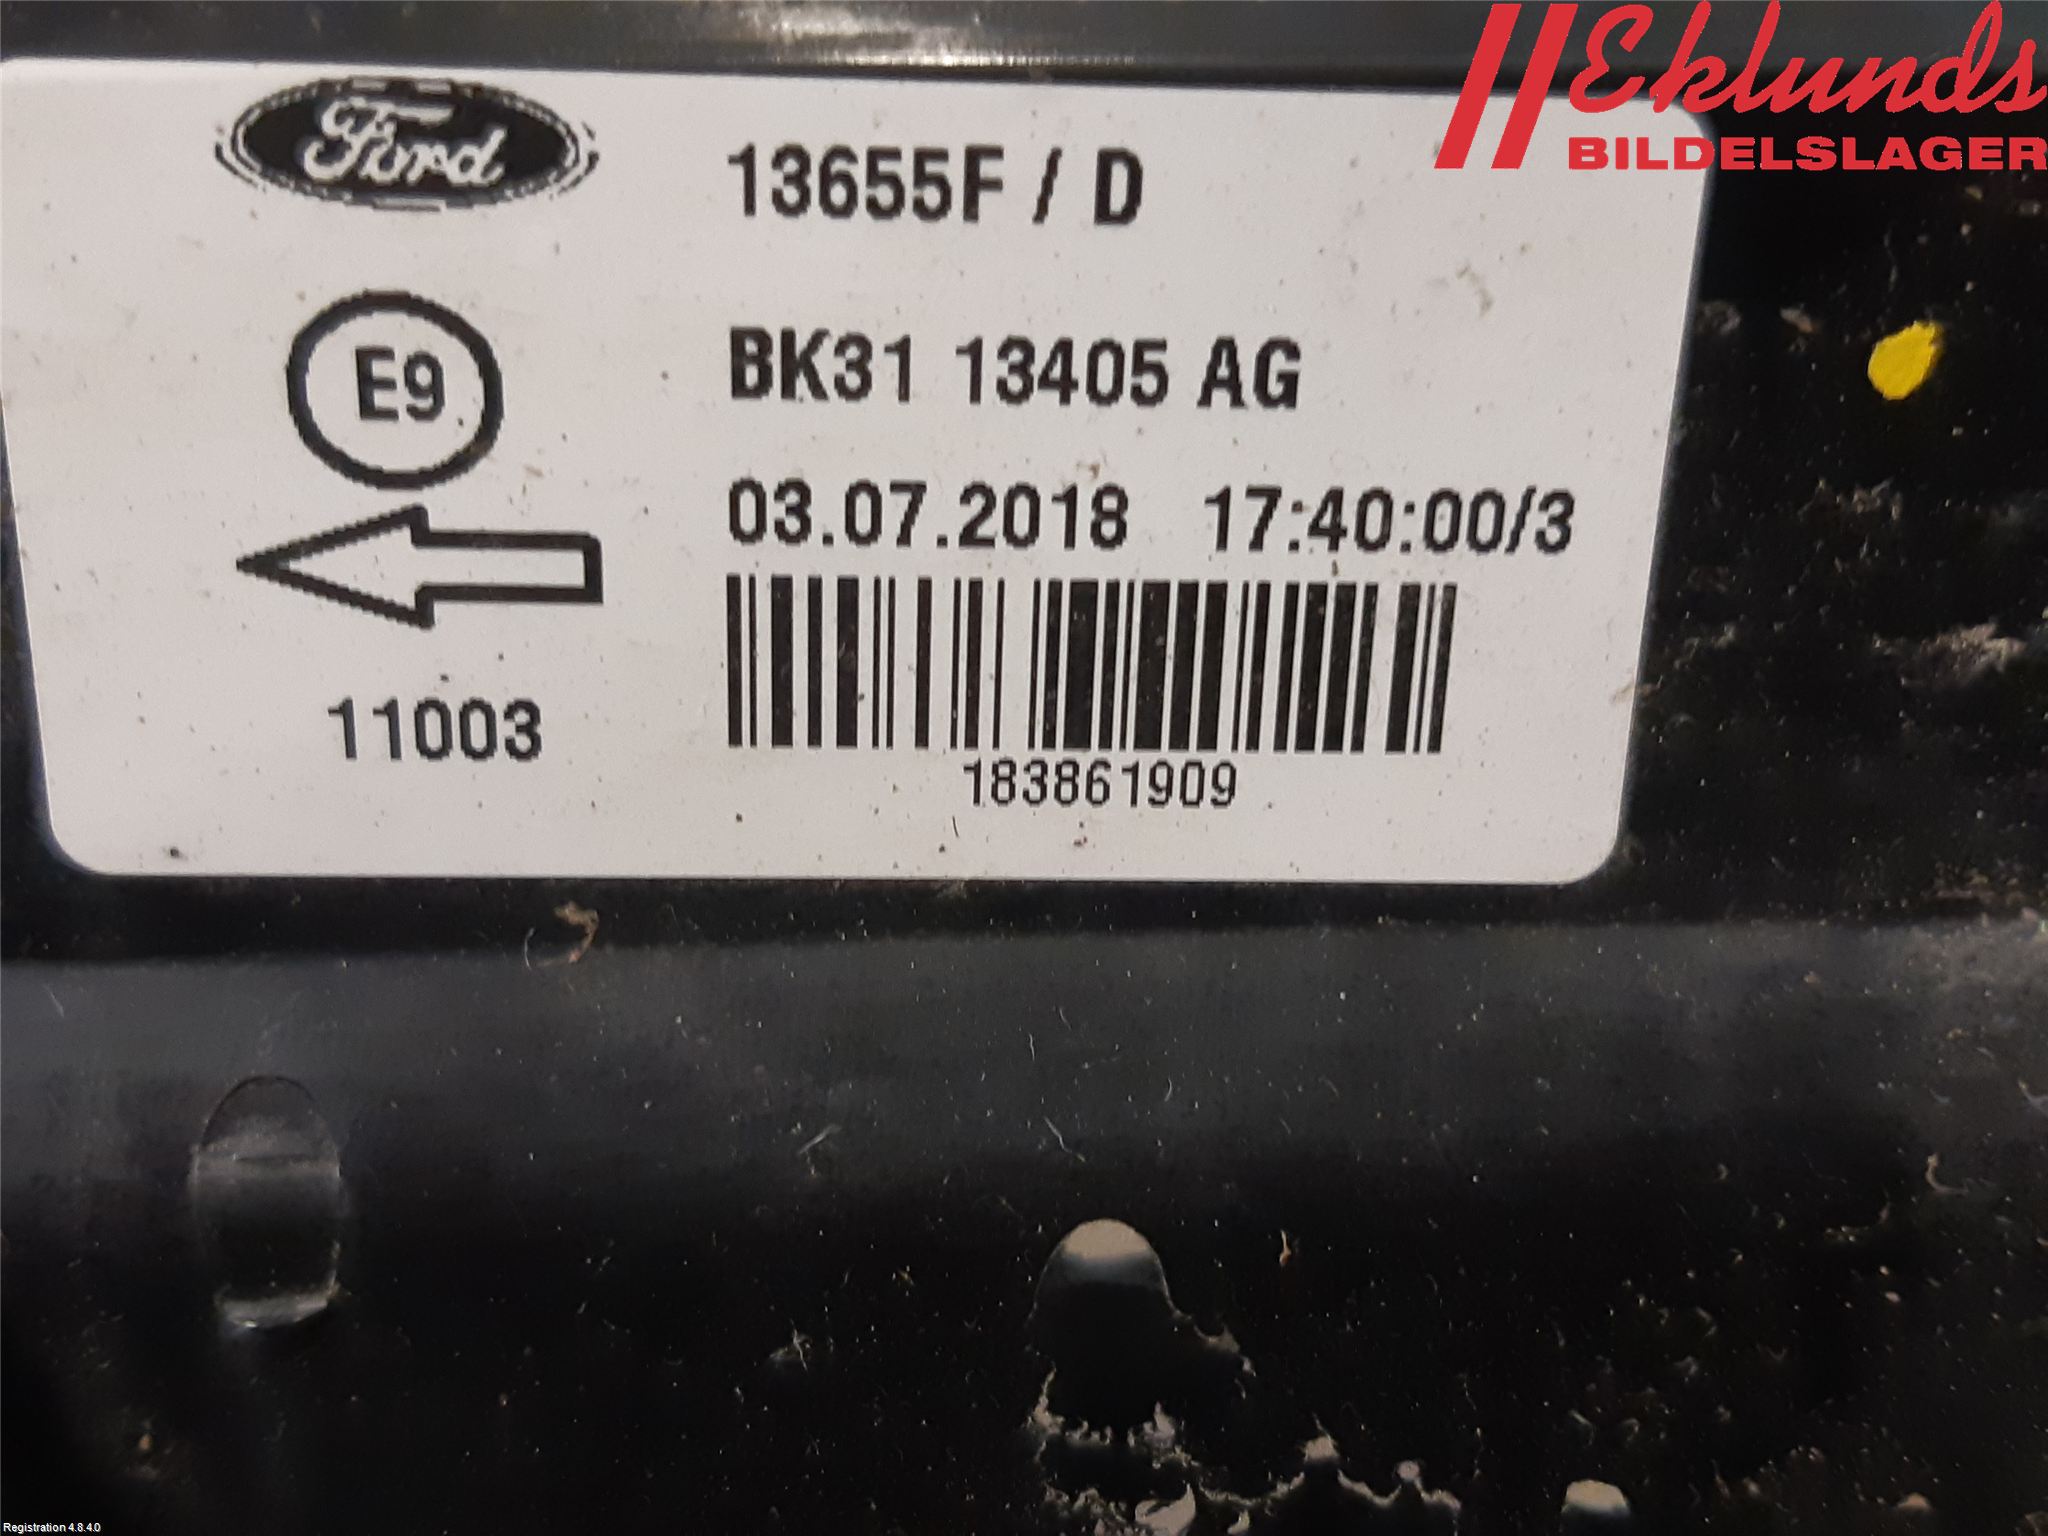 Eklunds
BILDELSLAGER
Ford
13655F / D
E9
BK31 13405 AG
03.07.2018 17:40:00/3
11003
183861909
Registration 4.8.4.0